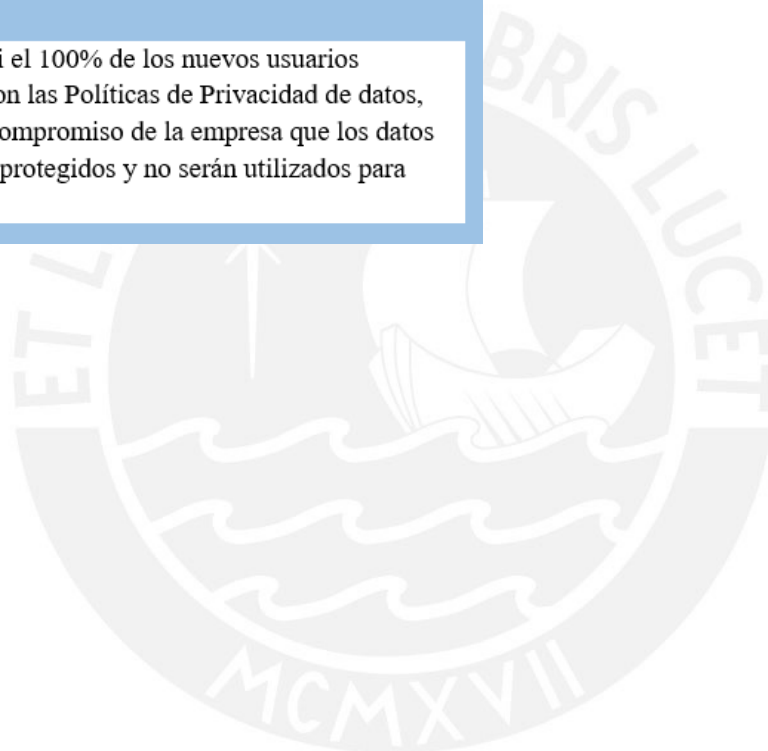 i el 100% de los nuevos usuarios
on las Políticas de Privacidad de datos,
ompromiso de la empresa que los datos
protegidos y no serán utilizados para
BRIS LUCET
ET L
MCMXVII